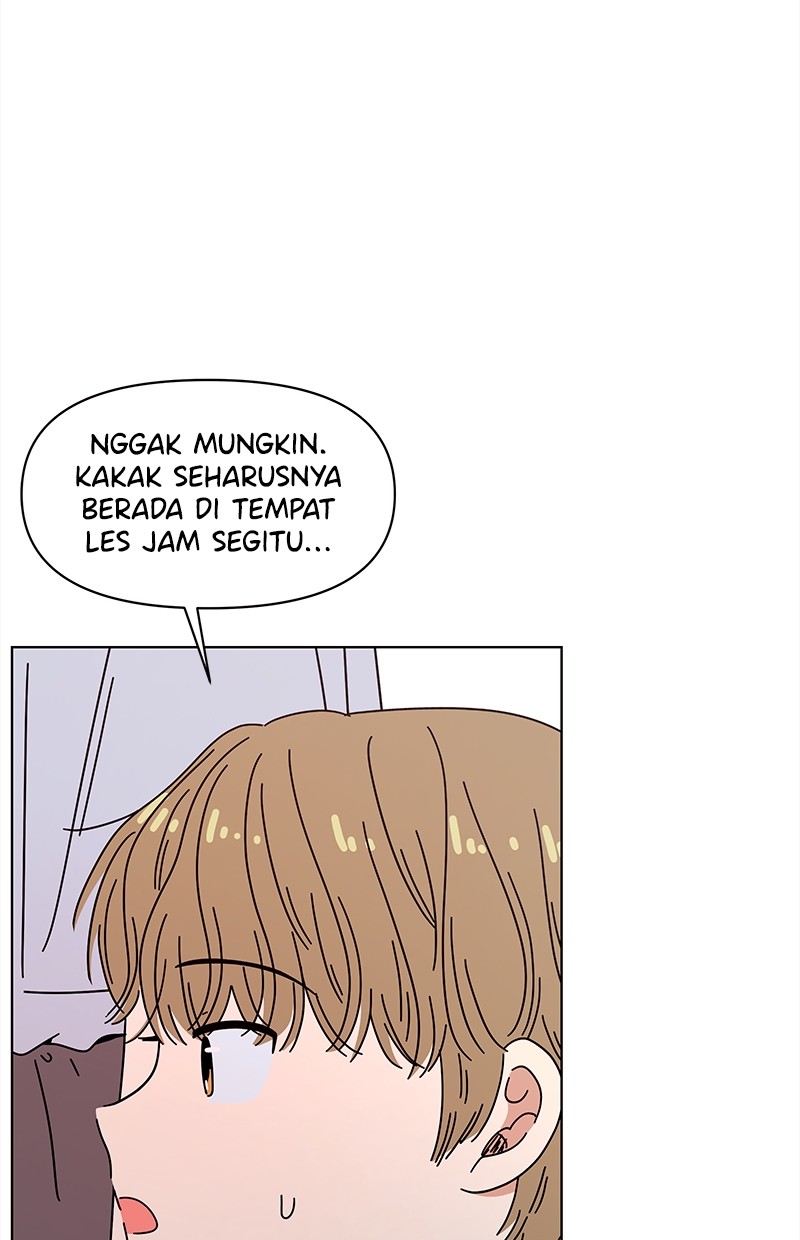 NGGAK MUNGKIN.
KAKAK SEHARUSNYA
BERADA DI TEMPAT
LES JAM SEGITU...